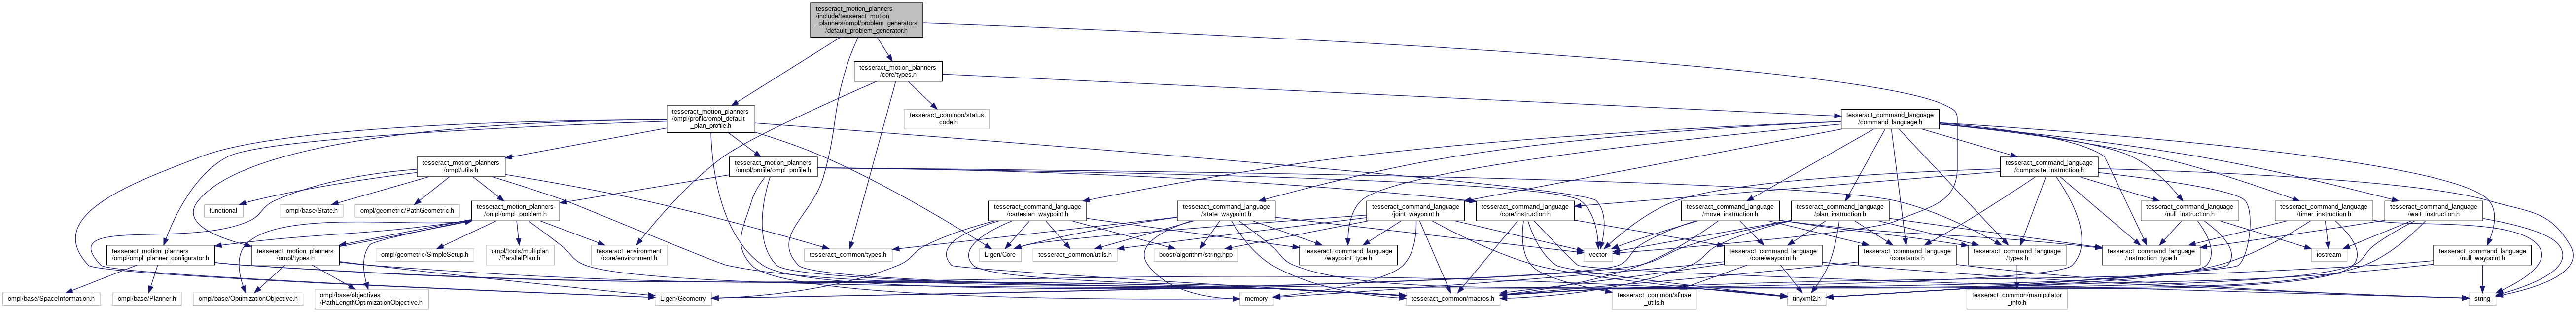 tesseract_motion_planners
/include/tesseract_motion
_planners/ompl/problem_generators
/default_problem_generator.h
tesseract_motion_planners
/core/types.h
tesseract_motion_planners
/ompl/profile/ompl_default
_plan_profile.h
tesseract_common/status
_code.h
tesseract_command_language
/command_language.h
tesseract_motion_planners
/ompl/utils.h
tesseract_motion_planners
/ompl/profile/ompl_profile.h
tesseract_command_language
/composite_instruction.h
functional
ompl/base/State.h
ompl/geometric/PathGeometric.h
tesseract_motion_planners
/ompl/ompl_problem.h
tesseract_command_language
/cartesian_waypoint.h
tesseract_command_language
/state_waypoint.h
tesseract_command_language
/joint_waypoint.h
tesseract_command_language
/core/instruction.h
tesseract_command_language
/move_instruction.h
tesseract_command_language
/plan_instruction.h
tesseract_command_language
/null_instruction.h
tesseract_command_language
/timer_instruction.h
tesseract_command_language
/wait_instruction.h
tesseract_motion_planners
/ompl/ompl_planner_configurator.h
tesseract_motion_planners
/ompl/types.h
ompl/geometric/SimpleSetup.h
ompl/tools/multiplan
/ParallelPlan.h
tesseract_environment
/core/environment.h
tesseract_common/types.h
Eigen/Core
tesseract_common/utils.h
boost/algorithm/string.hpp
tesseract_command_language
/waypoint_type.h
vector
tesseract_command_language
/core/waypoint.h
tesseract_command_language
/constants.h
tesseract_command_language
/types.h
tesseract_command_language
/instruction_type.h
iostream
tesseract_command_language
/null_waypoint.h
ompl/base/SpaceInformation.h
ompl/base/Planner.h
ompl/base/OptimizationObjective.h
ompl/base/objectives
/PathLengthOptimizationObjective.h
Eigen/Geometry
memory
tesseract_common/macros.h
tesseract_common/sfinae
_utils.h
tinyxml2.h
tesseract_common/manipulator
_info.h
string